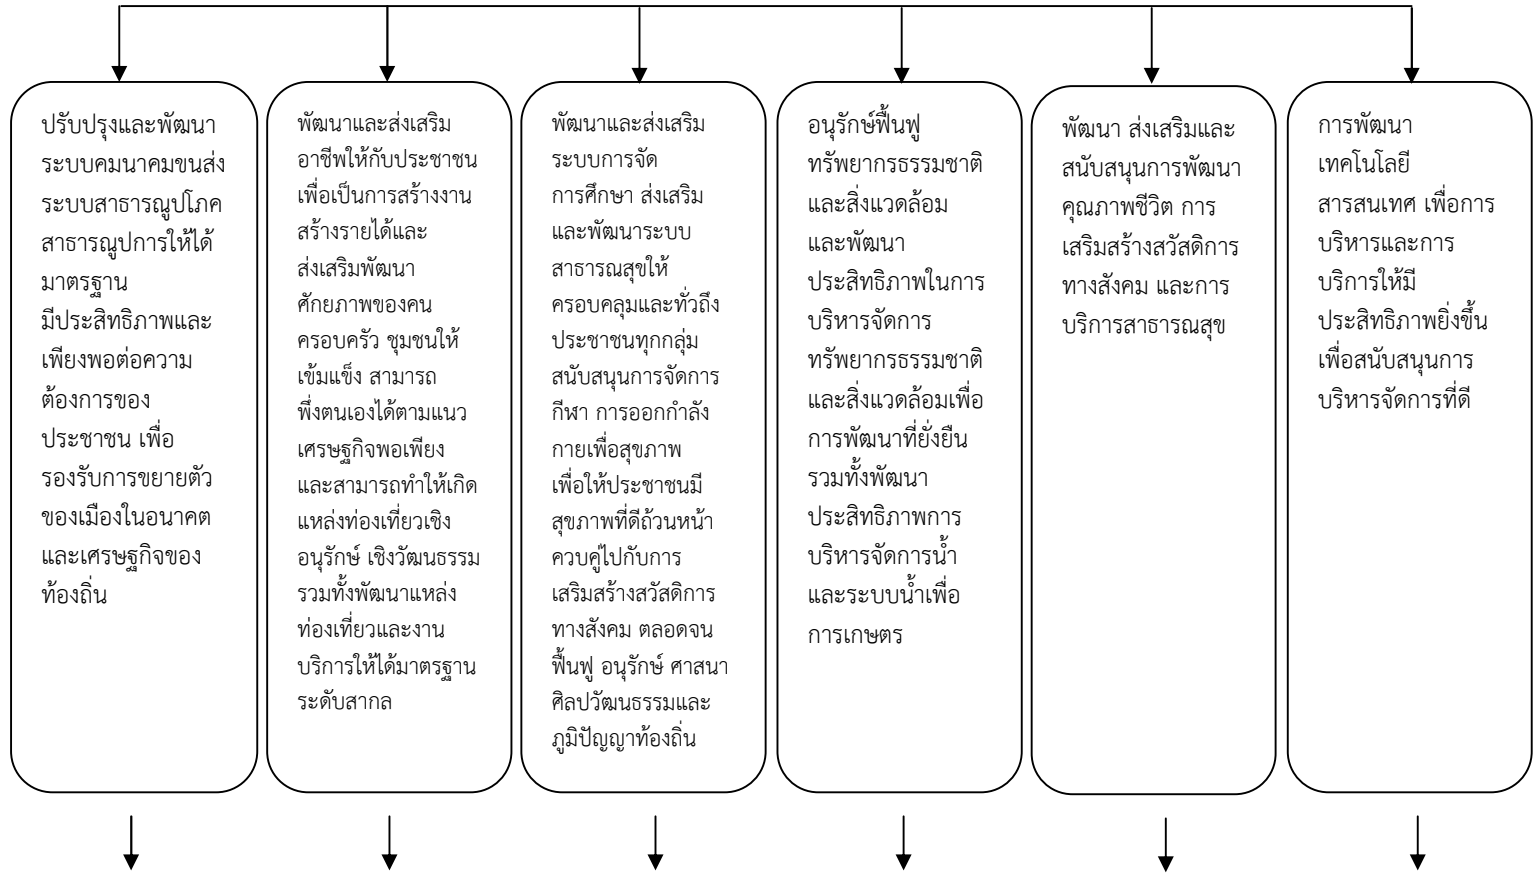 ปรับปรุงและพัฒนา
ระบบคมนาคมขนส่ง
ระบบสาธารณูปโภค
สาธารณูปการให้ได้
มาตรฐาน
มีประสิทธิภาพและ
เพียงพอต่อความ
ต้องการของ
ประชาชน เพื่อ
รองรับการขยายตัว
ของเมืองในอนาคต
และเศรษฐกิจของ
ท้องถิ่น
พัฒนาและส่งเสริม
อาชีพให้กับประชาชน
เพื่อเป็นการสร้างงาน
สร้างรายได้และ
ส่งเสริมพัฒนา
ศักยภาพของคน
ครอบครัว ชุมชนให้
เข้มแข็ง สามารถ
พึ่งตนเองได้ตามแนว
เศรษฐกิจพอเพียง
และสามารถทำให้เกิด
แหล่งท่องเที่ยวเชิง
อนุรักษ์ เชิงวัฒนธรรม
รวมทั้งพัฒนาแหล่ง
ท่องเที่ยวและงาน
บริการให้ได้มาตรฐาน
ระดับสากล
พัฒนาและส่งเสริม
ระบบการจัด
การศึกษา ส่งเสริม
และพัฒนาระบบ
สาธารณสุขให้
ครอบคลุมและทั่วถึง
ประชาชนทุกกลุ่ม
สนับสนุนการจัดการ
กีฬา การออกกำลัง
กายเพื่อสุขภาพ
เพื่อให้ประชาชนมี
สุขภาพที่ดีถ้วนหน้า
ควบคู่ไปกับการ
เสริมสร้างสวัสดิการ
ทางสังคม ตลอดจน
ฟื้นฟู อนุรักษ์ ศาสนา
ศิลปวัฒนธรรมและ
ภูมิปัญญาท้องถิ่น
อนุรักษ์ฟื้นฟู
ทรัพยากรธรรมชาติ
และสิ่งแวดล้อม
และพัฒนา
ประสิทธิภาพในการ
บริหารจัดการ
ทรัพยากรธรรมชาติ
และสิ่งแวดล้อมเพื่อ
การพัฒนาที่ยั่งยืน
รวมทั้งพัฒนา
ประสิทธิภาพการ
บริหารจัดการน้ำ
และระบบน้ำเพื่อ
การเกษตร
พัฒนา ส่งเสริมและ
สนับสนุนการพัฒนา
คุณภาพชีวิต การ
เสริมสร้างสวัสดิการ
ทางสังคม และการ
บริการสาธารณสุข
การพัฒนา
เทคโนโลยี
สารสนเทศ เพื่อการ
บริหารและการ
บริการให้มี
ประสิทธิภาพยิ่งขึ้น
เพื่อสนับสนุนการ
บริหารจัดการที่ดี